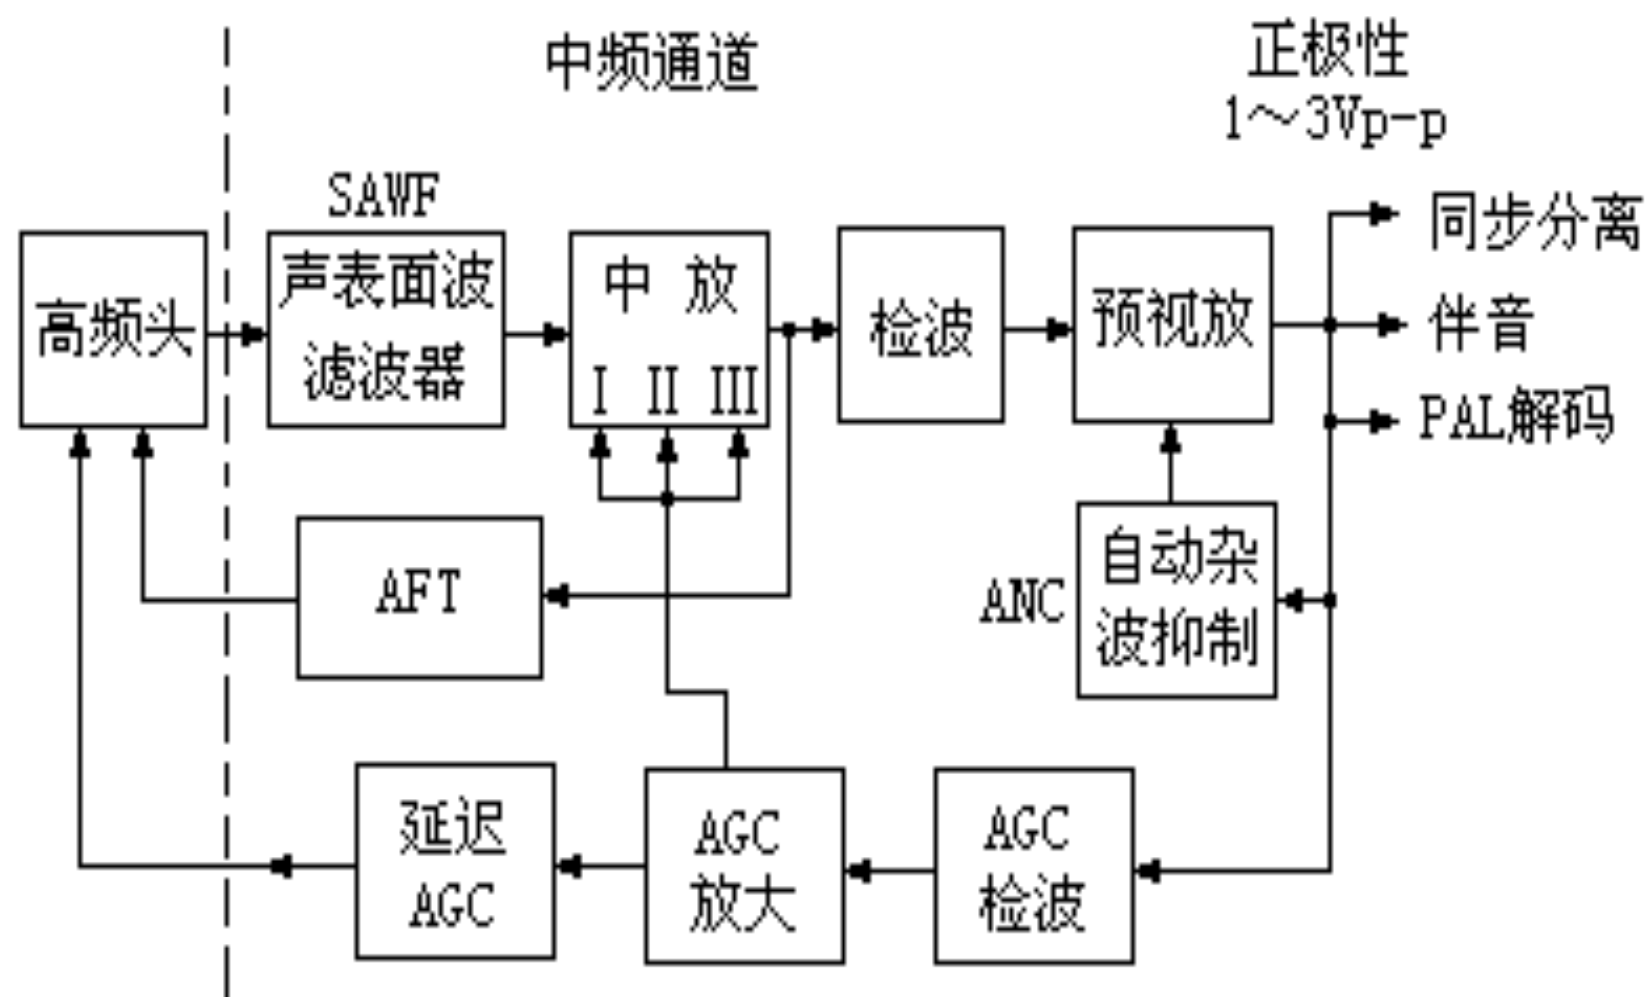 中频通道
正极性
1～3Vp-p
SAWF
高频头
声表面波
滤波器
中 放
I II III
检波
预视放
同步分离
伴音
PAL解码
AFT
ANC
自动杂
波抑制
延迟
AGC
AGC
放大
AGC
检波